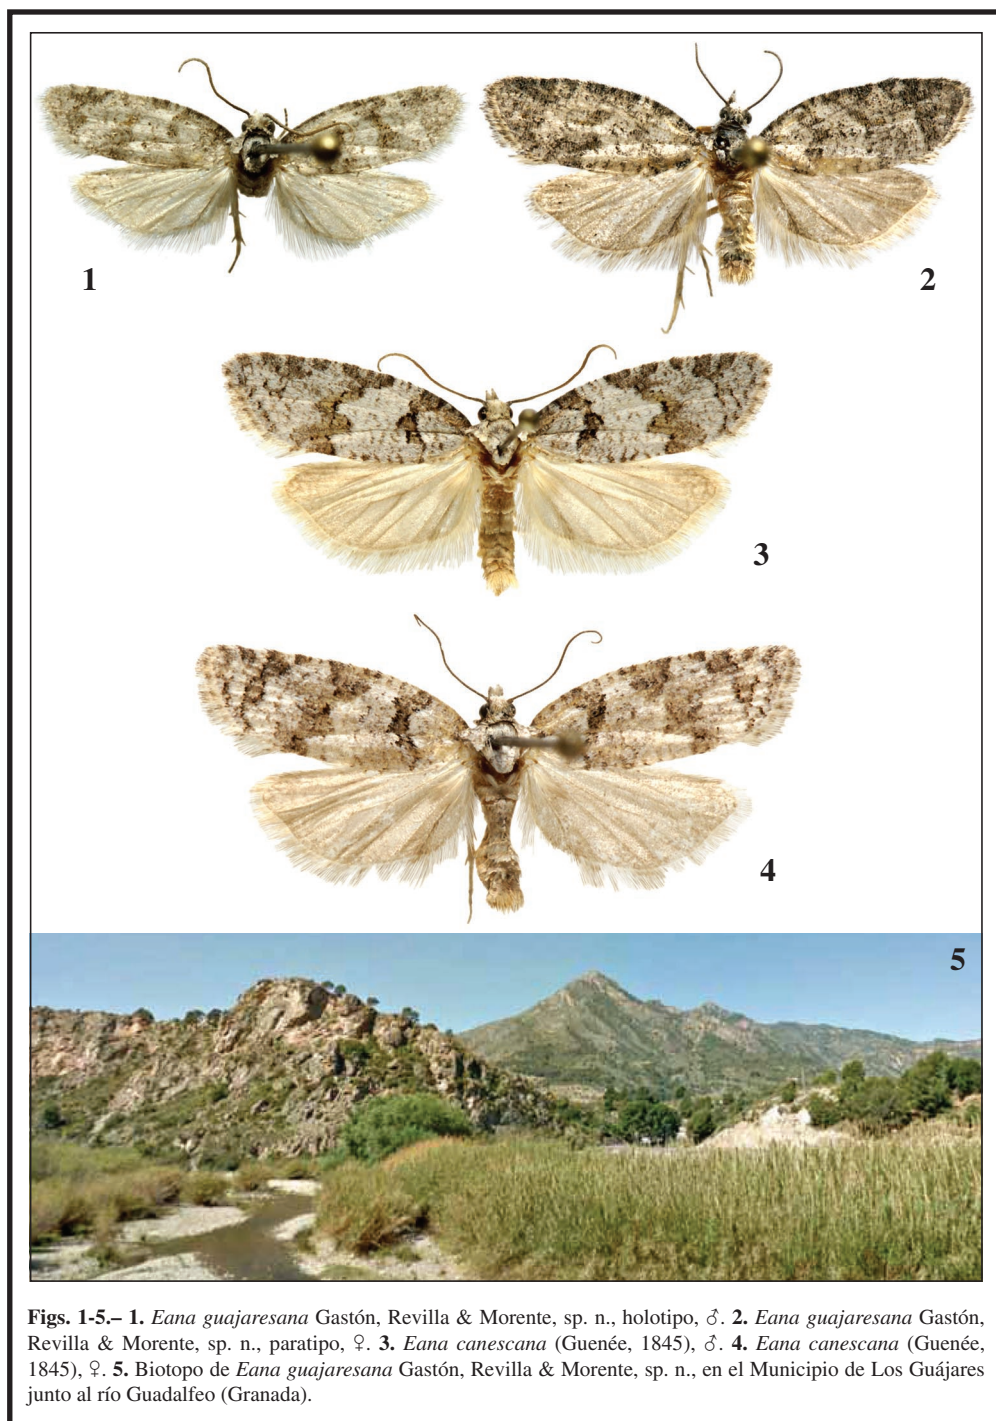 1
2
3
4
5
Figs. 1-5.– 1. Eana guajaresana Gastón, Revilla & Morente, sp. n., holotipo, ♂. 2. Eana guajaresana Gastón,
Revilla & Morente, sp. n., paratipo, ♀. 3. Eana canescana (Guenée, 1845), ♂. 4. Eana canescana (Guenée,
1845), ♀. 5. Biotopo de Eana guajaresana Gastón, Revilla & Morente, sp. n., en el Municipio de Los Guájares
junto al río Guadalfeo (Granada).